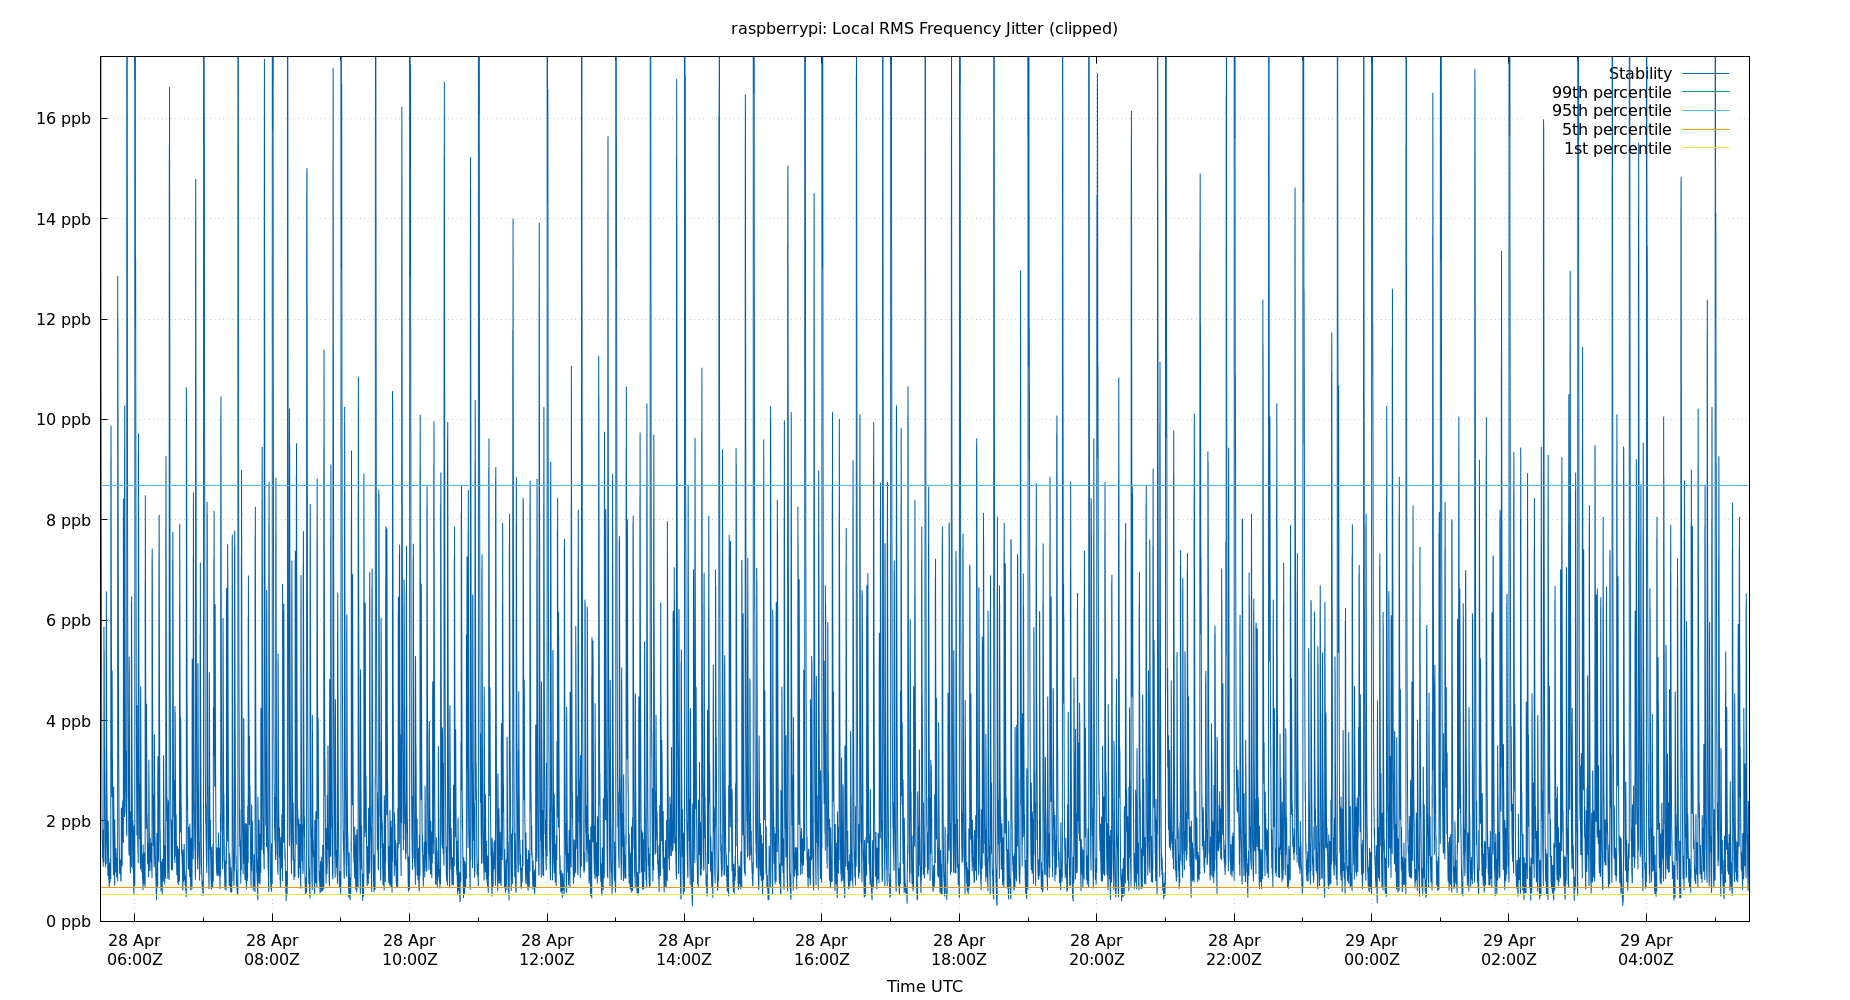 raspberrypi: Local RMS Frequency Jitter (clipped)
Stability
99th percentile
95th percentile
5th percentile
1st percentile
16 ppb
14 ppb
12 ppb
10 ppb
8 ppb
6 ppb
4 ppb
2 ppb
0 ppb
28 Apr 28 Apr 28 Apr 28 Apr 28 Apr 28 Apr 28 Apr 28 Apr 28 Apr 29 Apr 29 Apr 29 Apr
06:00Z 08:00Z 10:00Z 12:00Z 14:00Z 16:00Z 18:00Z 20:00Z 22:00Z 00:00Z 02:00Z 04:00Z
Time UTC